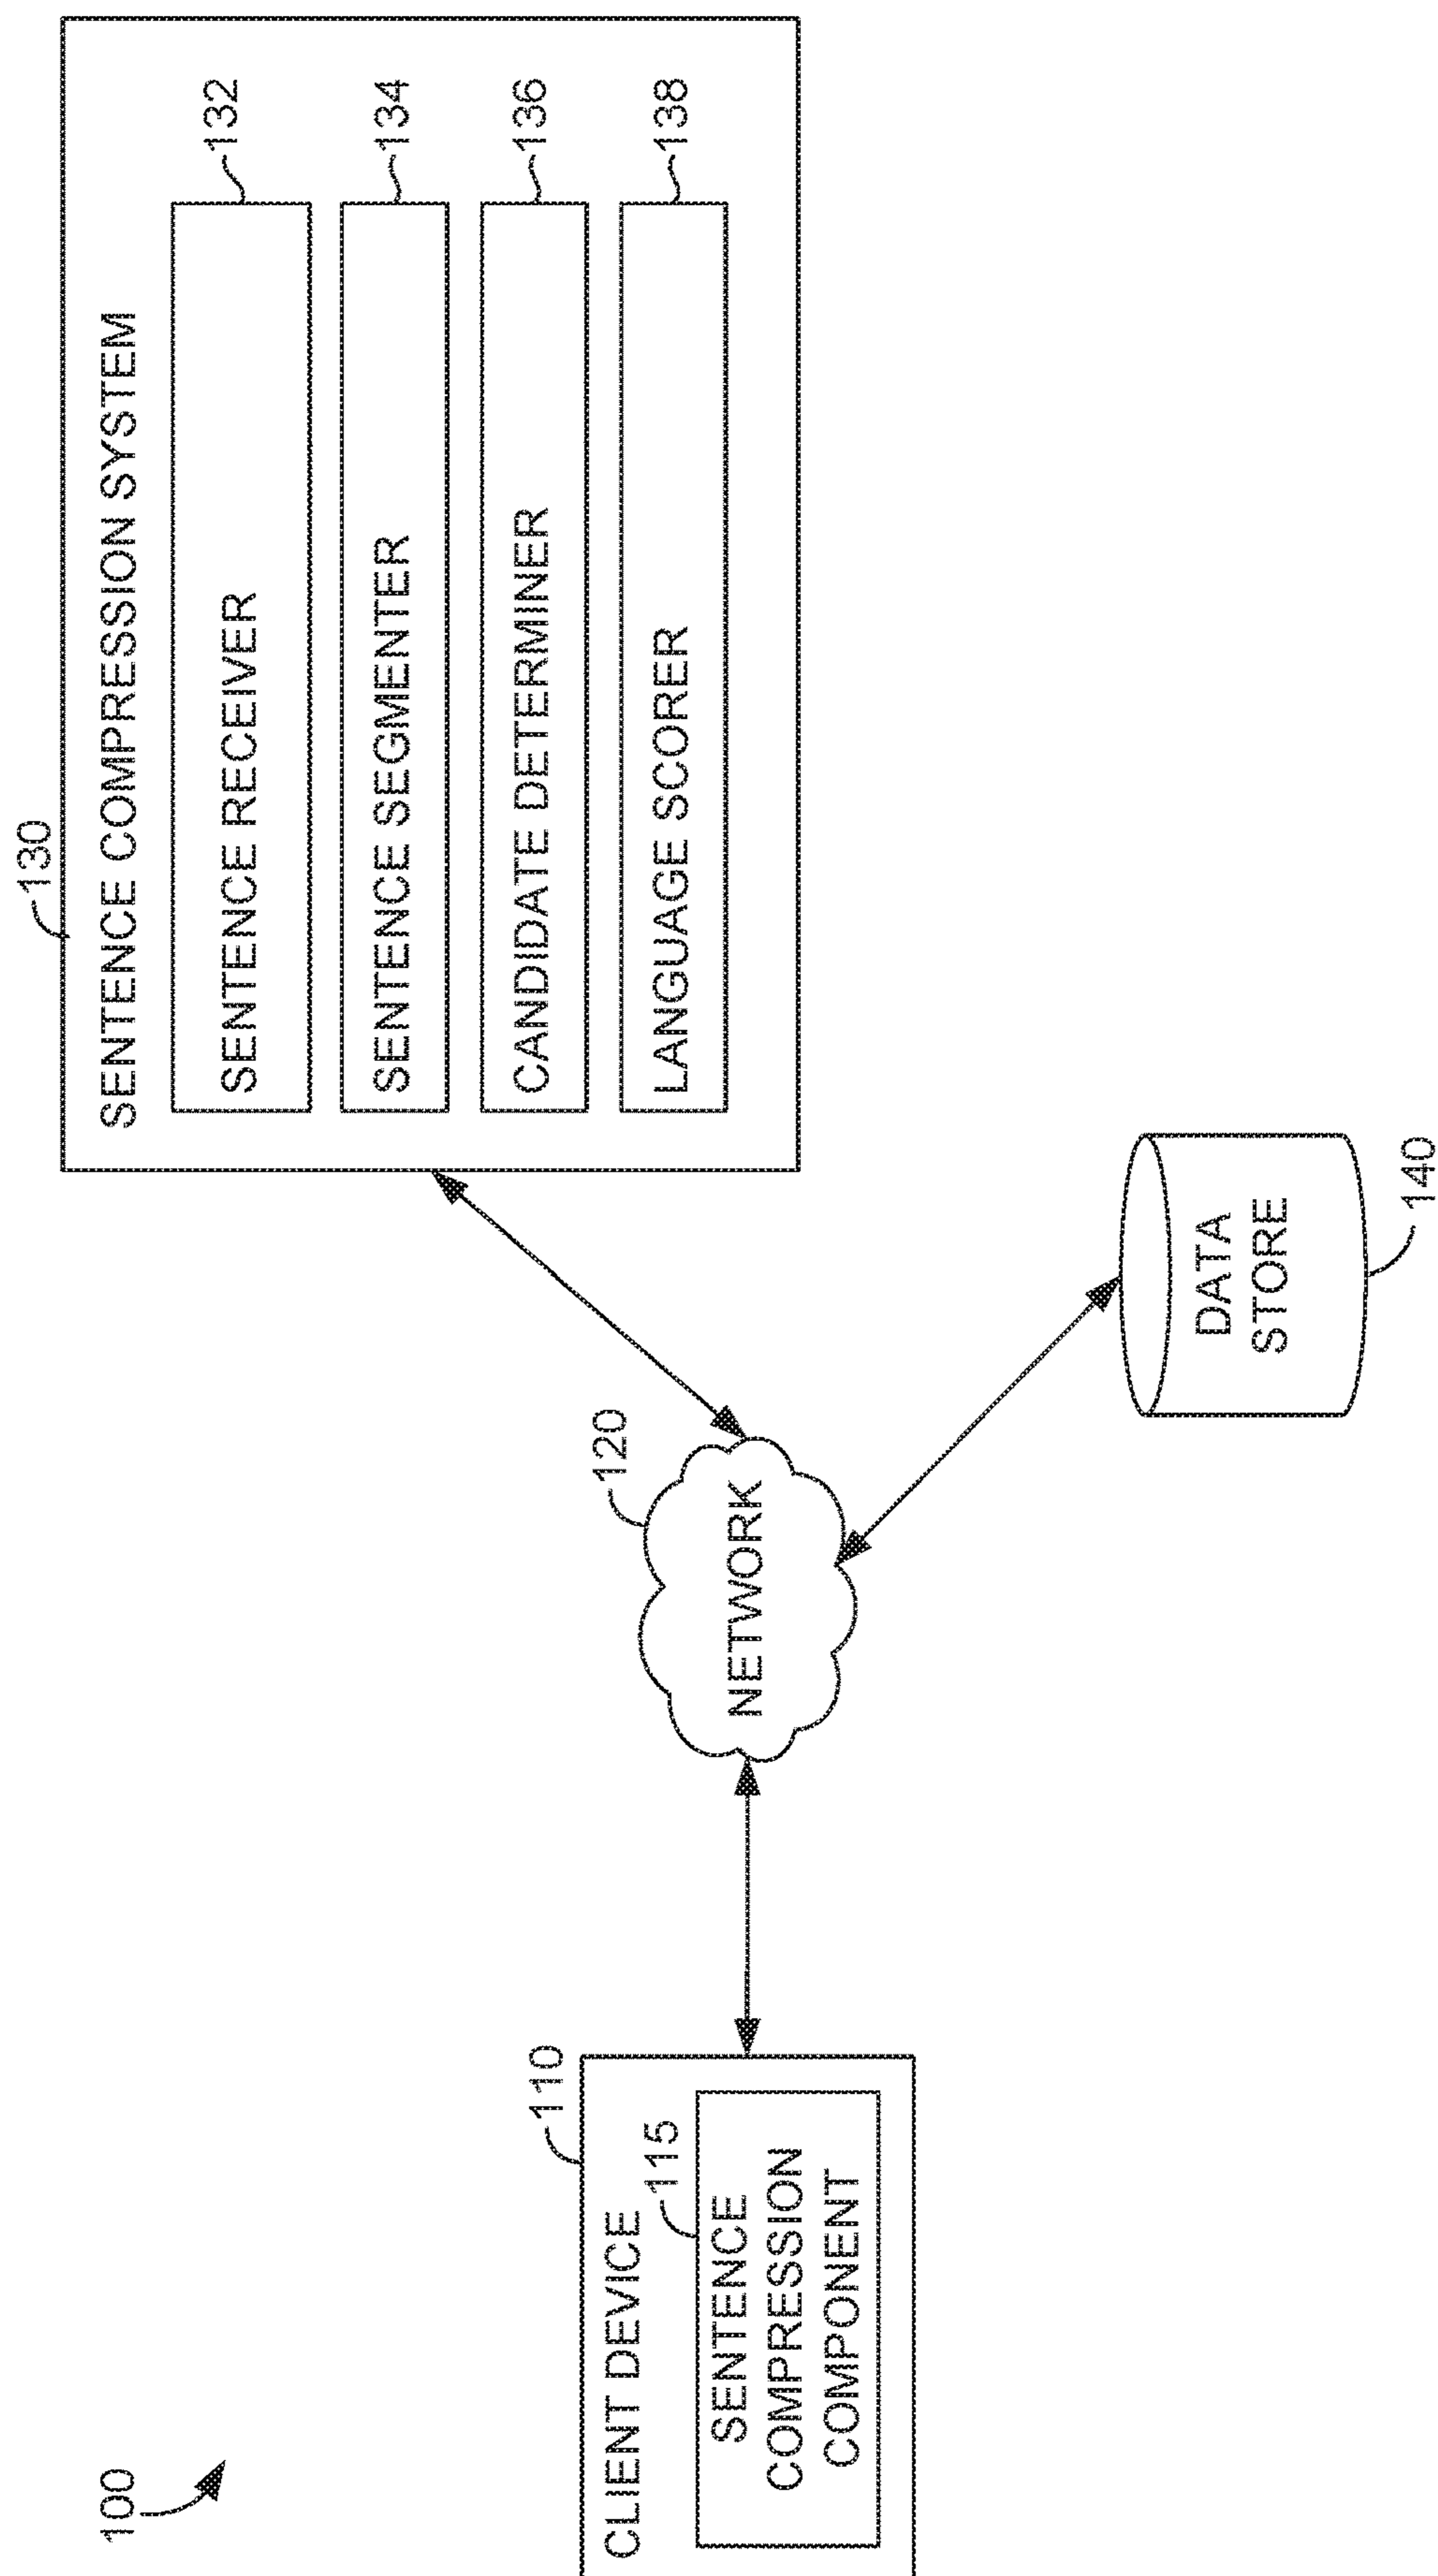 100
CLIENT DEVICE
110
115
SENTENCE
COMPRESSION
COMPONENT
NETWORK
120
DATA
STORE
140
130
SENTENCE COMPRESSION SYSTEM
SENTENCE RECEIVER
132
SENTENCE SEGMENTER
134
CANDIDATE DETERMINER
136
LANGUAGE SCORER
138